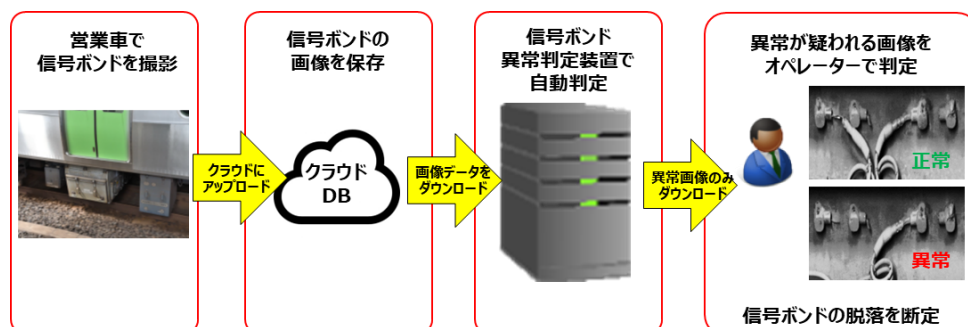 営業車で
信号ボンドを撮影
クラウドに
アップロード
信号ボンドの
画像を保存
クラウド
DB
画像データを
ダウンロード
信号ボンド
異常判定装置で
自動判定
異常画像のみ
ダウンロード
異常が疑われる画像を
オペレーターで判定
正常
異常
信号ボンドの脱落を断定